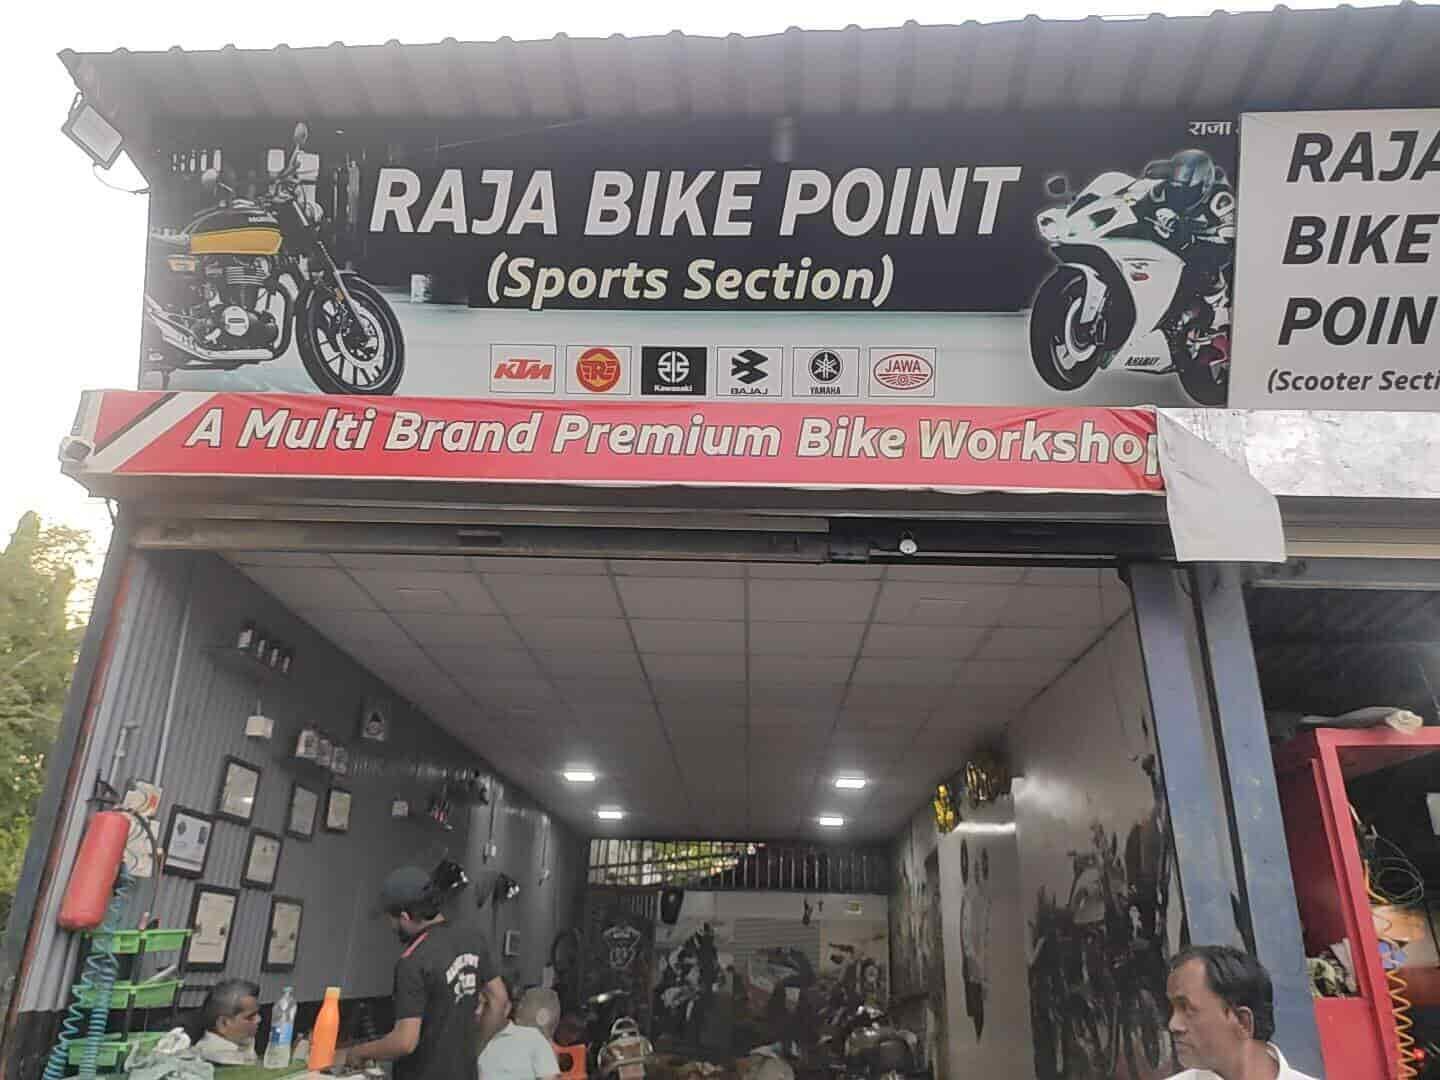 राजा
RAJA BIKE POINT
(Sports Section)
KTM
R
Kawasaki
BAJAJ
YAMAHA
JAWA
A Multi Brand Premium Bike Workshop
RAJA
BIKE
POIN
(Scooter Secti
HONDA